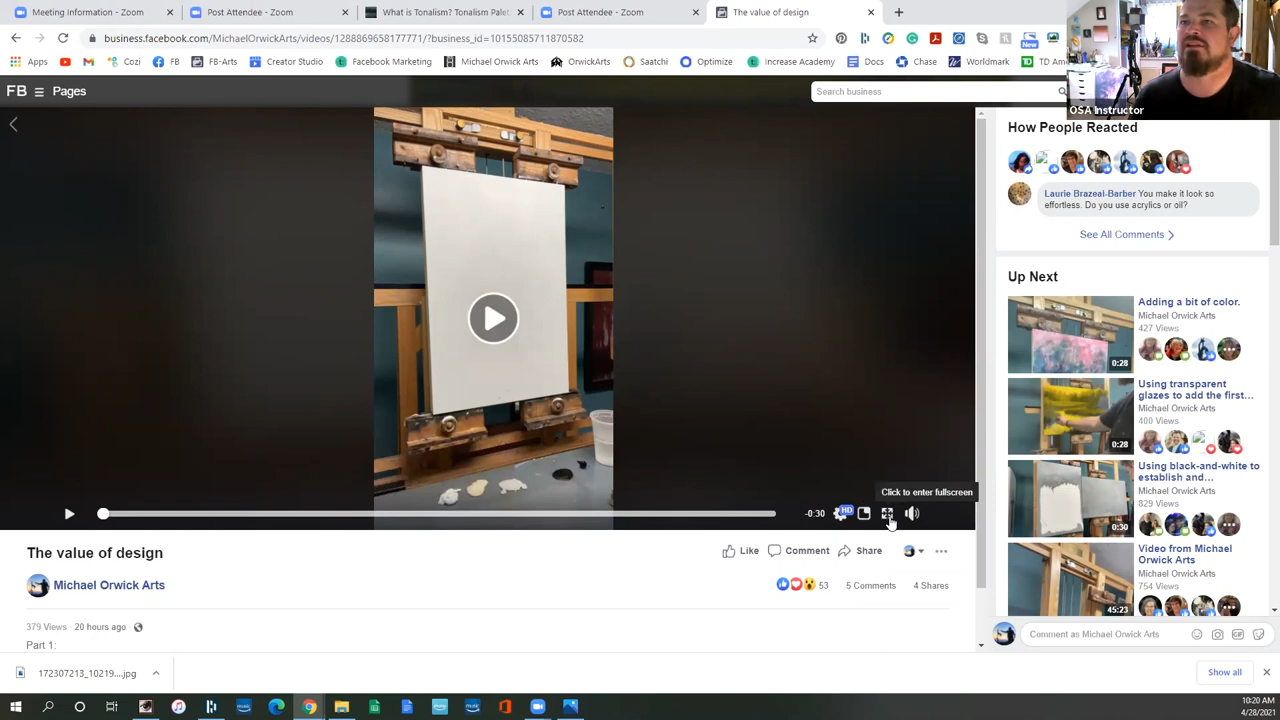 Meeting Information - Zoom
Post Attendee - Zoom
What is Tonalism? Tonalism Palet
Post Attendee - Zoom
The value of design
business.facebook.com/MichaelOrwickArts/videos/128886965817771/?business_id=10155085711870582
New
Apps
YouTube
Maps
Cozi
FB
FB-Arts
Creator Studio
Facebook Marketing
Michael Orwick Arts
OrwickArts
Saatchi
Optimize
Increase Academy
Docs
Chase
Worldmark
TD Am
FB
Pages
Search business
OSA Instructor
How People Reacted
Laurie Brazeal-Barber You make it look so
effortless. Do you use acrylics or oil?
See All Comments
Up Next
Adding a bit of color.
Michael Orwick Arts
427 Views
0:28
Using transparent
glazes to add the first...
Michael Orwick Arts
400 Views
0:28
Using black-and-white to
establish and...
Michael Orwick Arts
829 Views
0:30
Video from Michael
Orwick Arts
Michael Orwick Arts
754 Views
45:23
Click to enter fullscreen
-0:30
HD
The value of design
Like
Comment
Share
Michael Orwick Arts
53
5 Comments
4 Shares
379 Views
20 hours ago
Part 1:
Comment as Michael Orwick Arts
GIF
172307213_10219....jpg
Show all
10:20 AM
4/28/2021